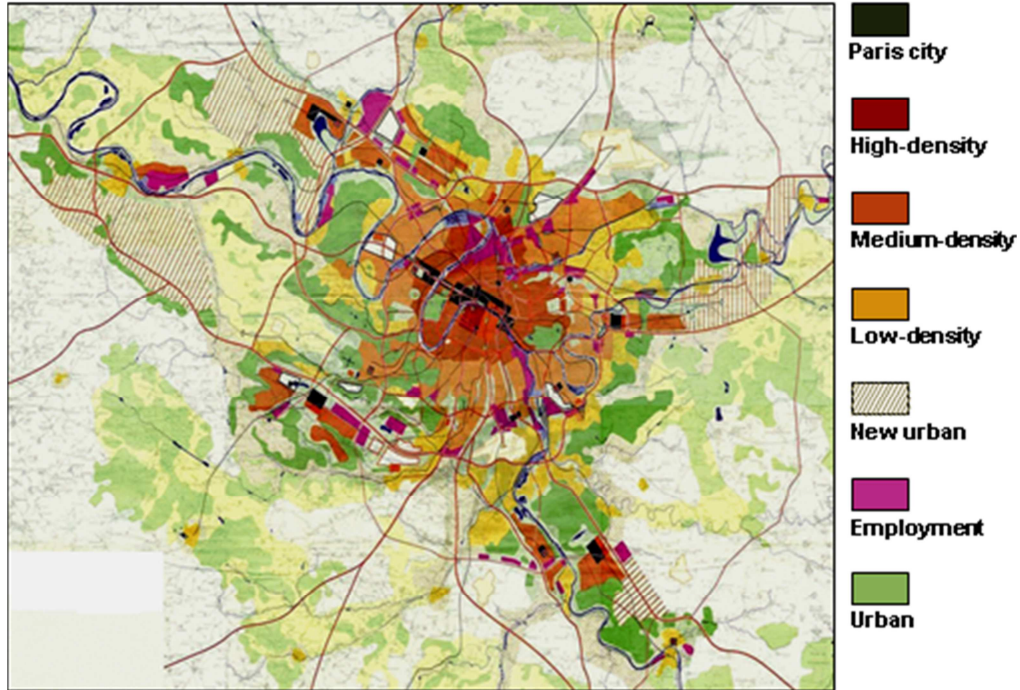 Paris city
High-density
Medium-density
Low-density
New urban
Employment
Urban